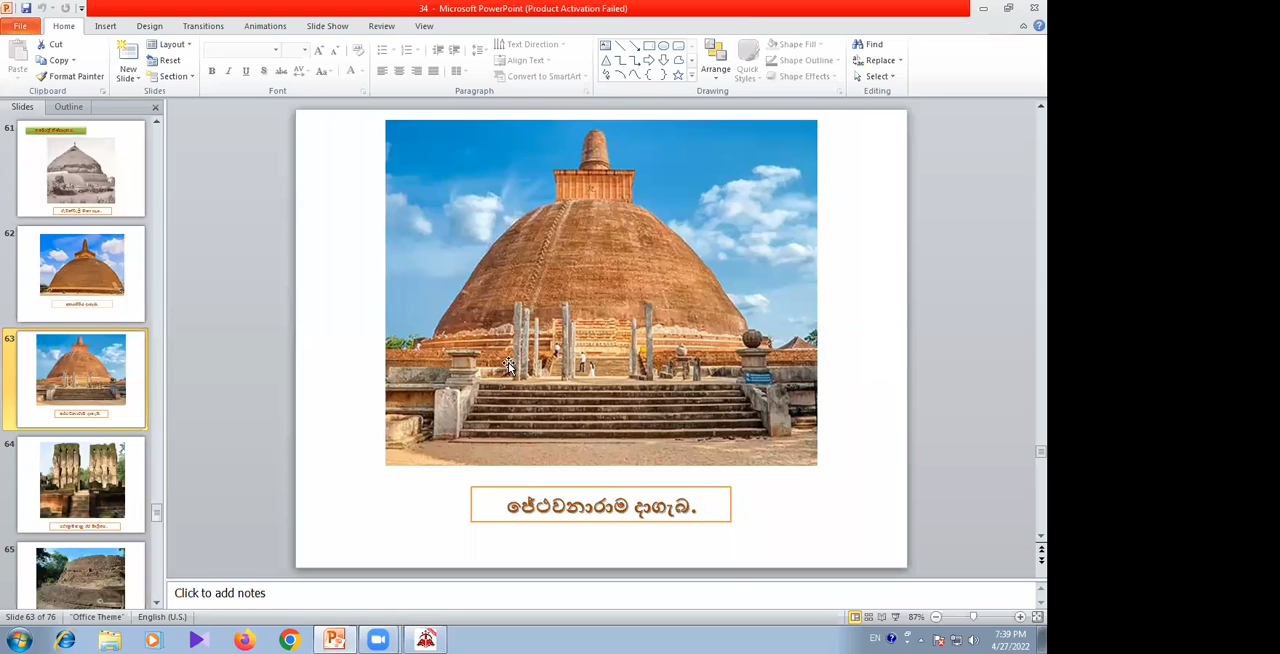 34 - Microsoft PowerPoint (Product Activation Failed)
File Home Insert Design Transitions Animations Slide Show Review View
Paste
Cut
Copy
Format Painter
Clipboard
New Slide
Layout
Reset
Section
Slides
Font
Text Direction
Align Text
Convert to SmartArt
Paragraph
Arrange
Quick Styles
Shape Fill
Shape Outline
Shape Effects
Drawing
Find
Replace
Select
Editing
Slides Outline
61
62
63
ජේථවනාරාම දාගැබ.
64
65
ජේථවනාරාම දාගැබ.
Click to add notes
Slide 63 of 76 "Office Theme" English (U.S.) 87%
EN 7:39 PM
4/27/2022